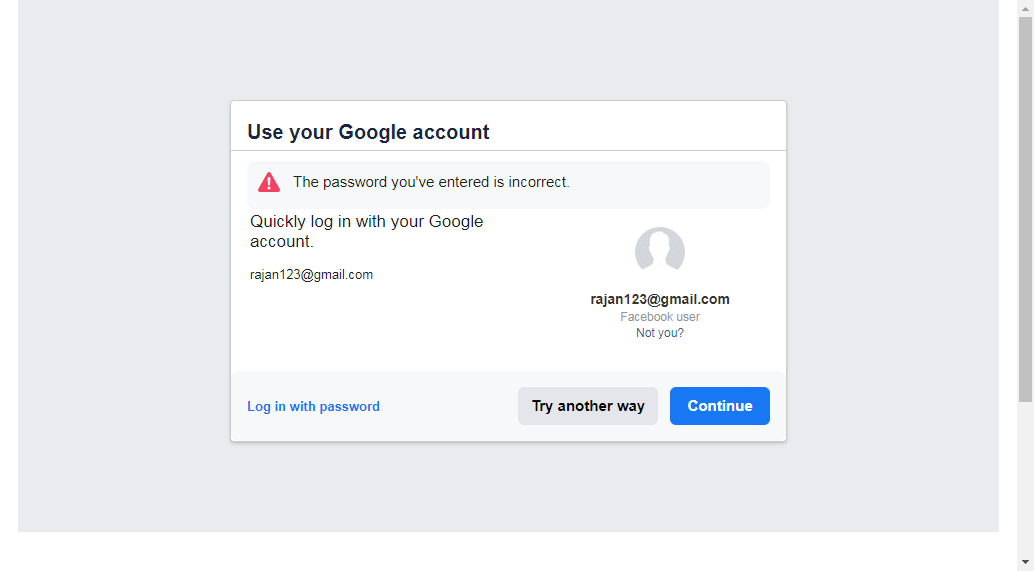 Use your Google account
The password you've entered is incorrect.
Quickly log in with your Google
account.
rajan123@gmail.com
rajan123@gmail.com
Facebook user
Not you?
Log in with password
Try another way
Continue